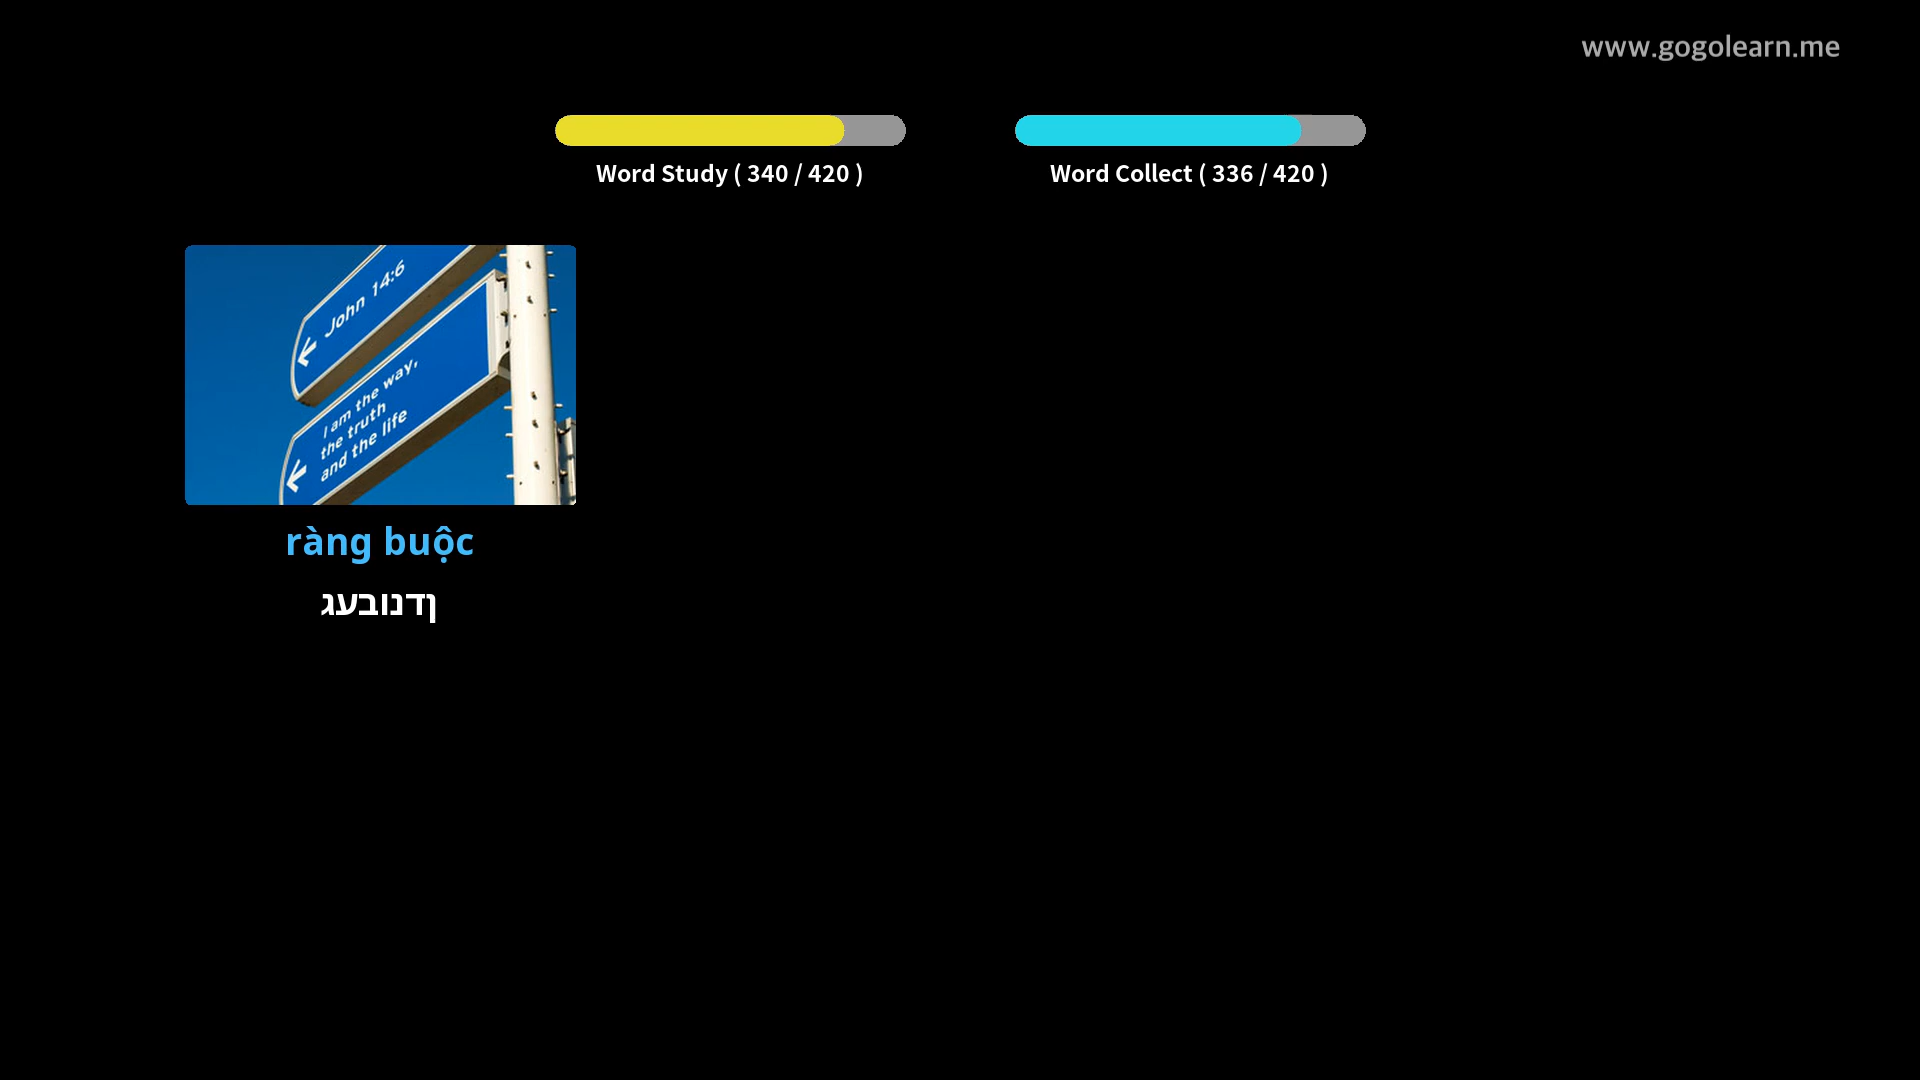 www.gogolearn.me
Word Study ( 340 / 420 )
Word Collect ( 336 / 420 )
John 14:6
I am the way,
the truth
and the life
ràng buộc
געבונדן